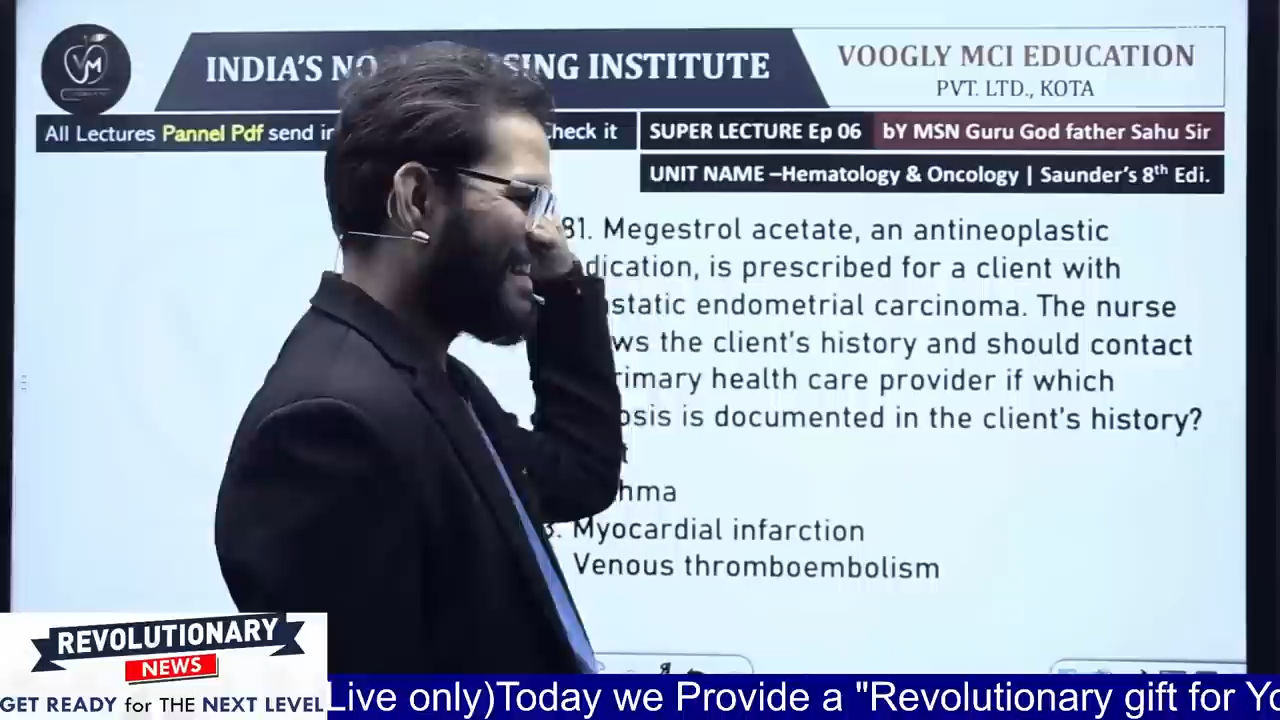 VM
INDIA'S NO SING INSTITUTE
VOOGLY MCI EDUCATION
PVT. LTD., KOTA
All Lectures Pannel Pdf send Check it
SUPER LECTURE Ep 06 bY MSN Guru God father Sahu Sir
UNIT NAME –Hematology & Oncology | Saunder's 8th Edi.
81. Megestrol acetate, an antineoplastic
dication, is prescribed for a client with
static endometrial carcinoma. The nurse
ws the client's history and should contact
rimary health care provider if which
osis is documented in the client's history?
t
hma
3. Myocardial infarction
Venous thromboembolism
REVOLUTIONARY
NEWS
GET READY for THE NEXT LEVEL
Live only)Today we Provide a "Revolutionary gift for Yo